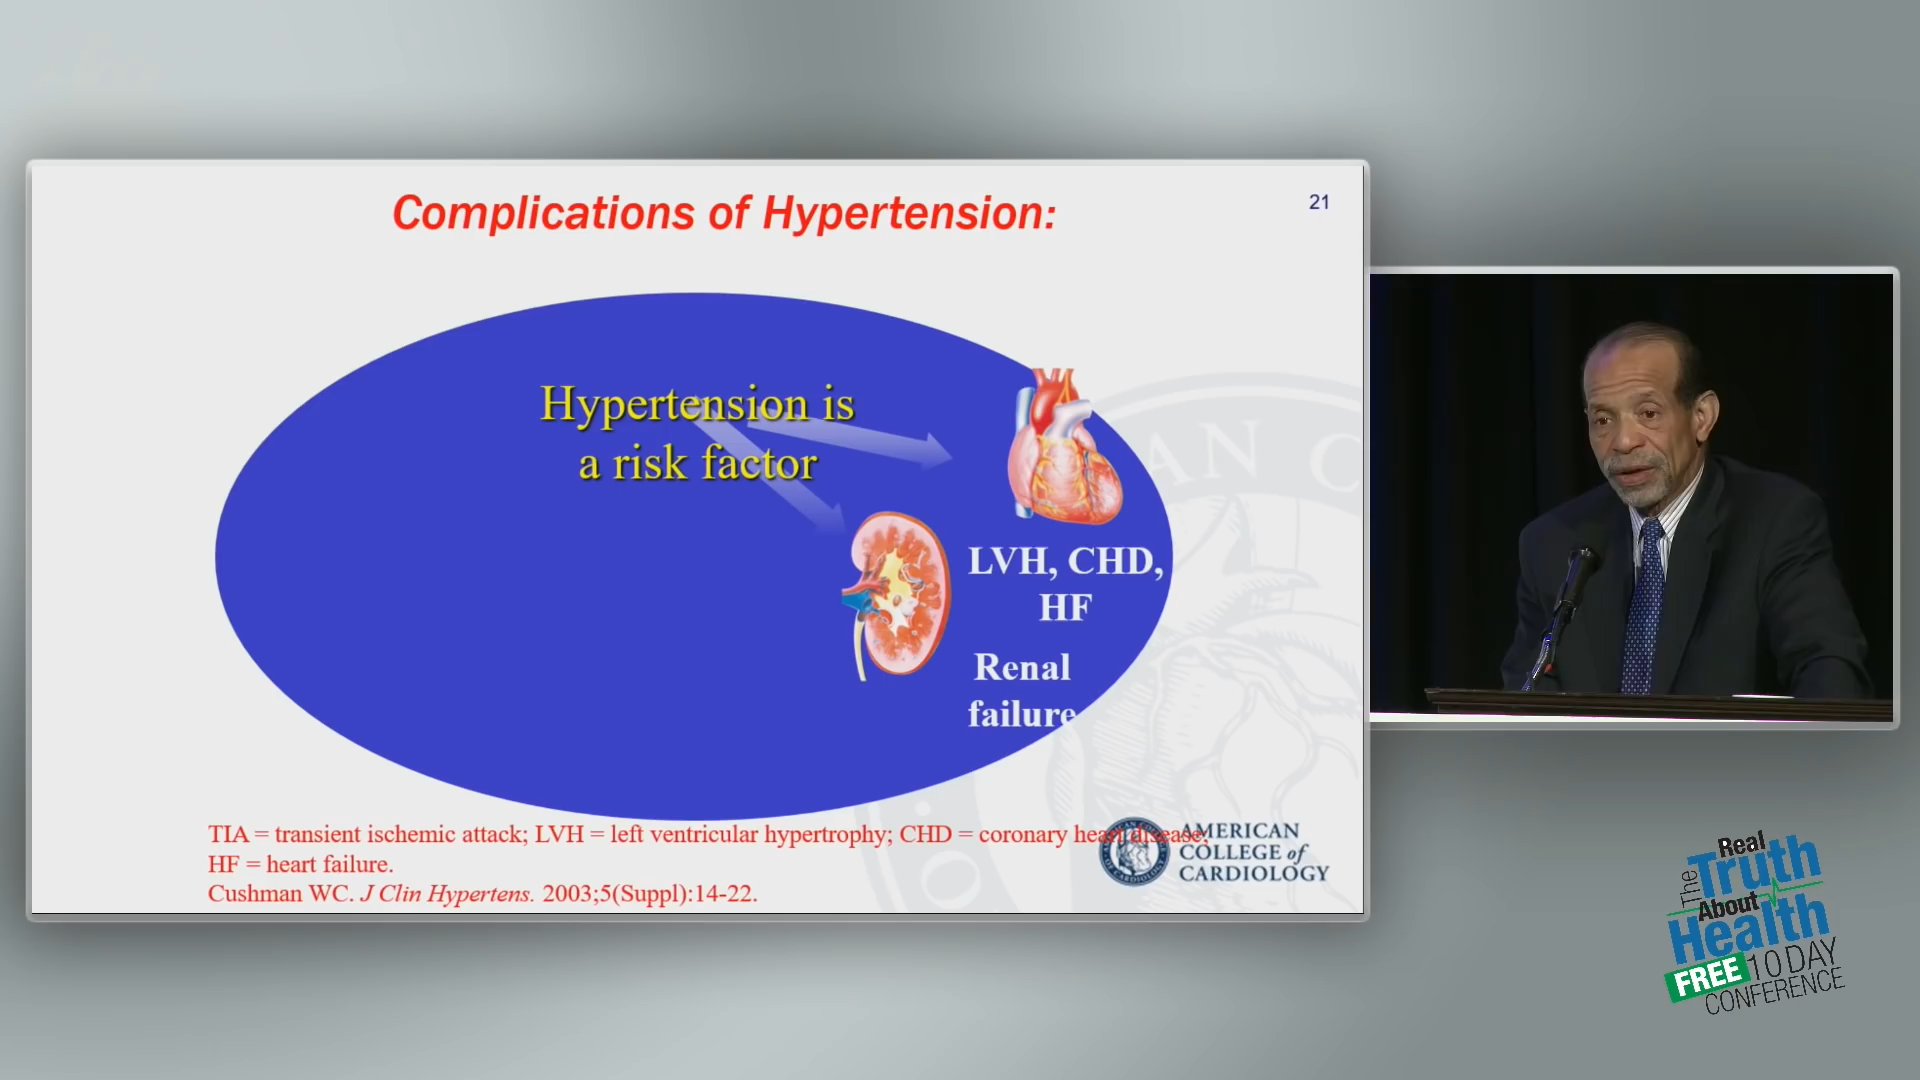 Complications of Hypertension:
21
Hypertension is
a risk factor
LVH, CHD,
HF
Renal
failure
TIA = transient ischemic attack; LVH = left ventricular hypertrophy; CHD = coronary heart disease;
HF = heart failure.
Cushman WC. J Clin Hypertens. 2003;5(Suppl):14-22.
AMERICAN
COLLEGE of
CARDIOLOGY
The Real
Truth
About
Health
FREE 10 DAY
CONFERENCE